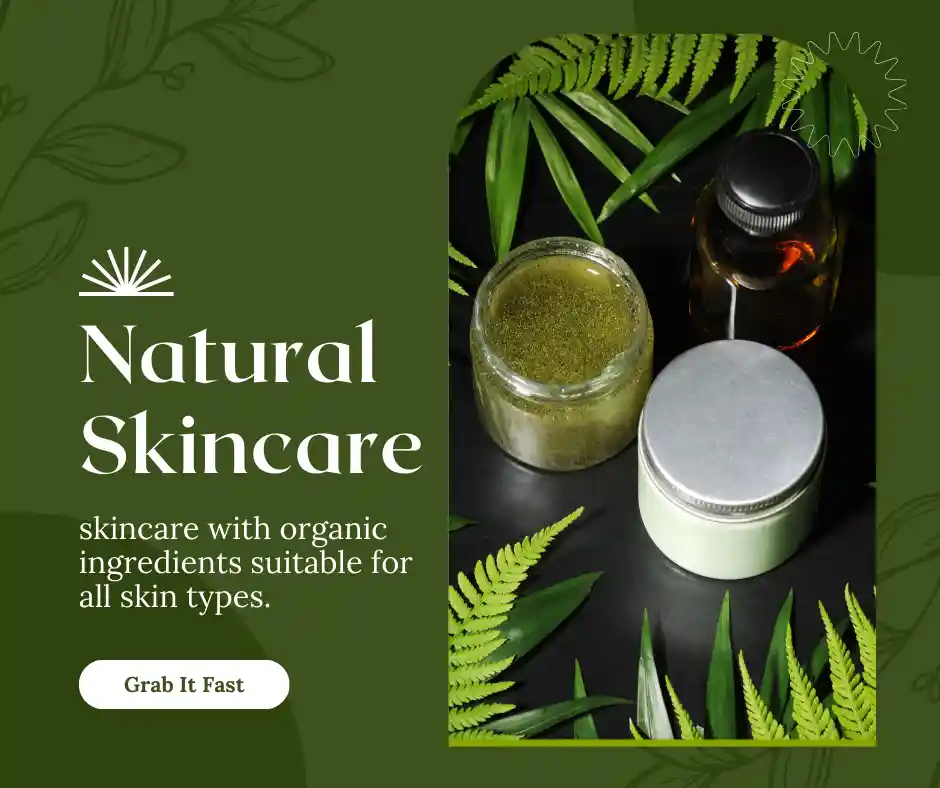 Natural
Skincare
skincare with organic
ingredients suitable for
all skin types.
Grab It Fast